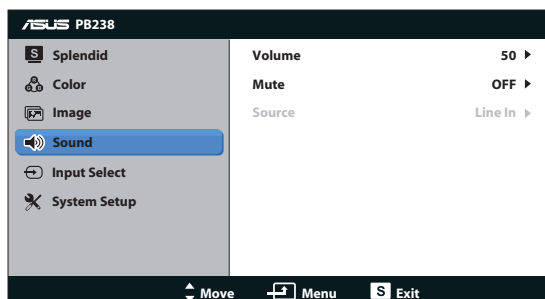 ASUS PB238
S Splendid
Color
Image
Sound
Input Select
System Setup
Volume 50
Mute OFF
Source Line In
Move Menu S Exit